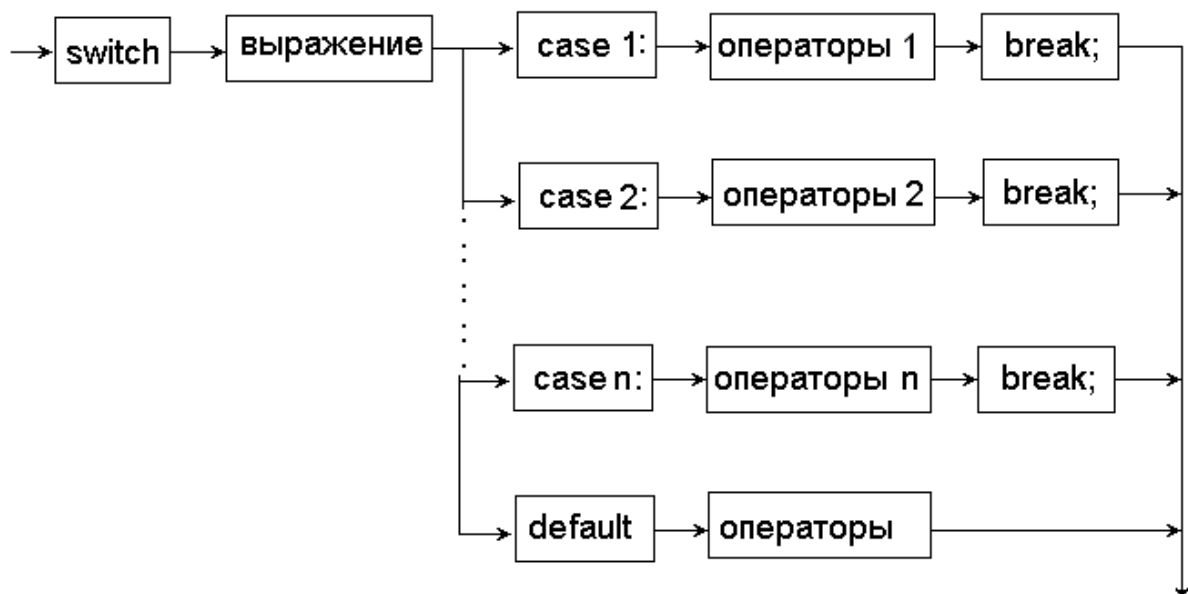 switch выражение case 1: операторы 1 break;
case 2: операторы 2 break;
case n: операторы n break;
default операторы